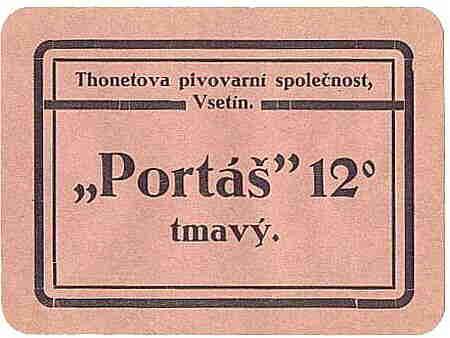 Thonetova pivovarní společnost,
Vsetín.
„Portáš” 12°
tmavý.